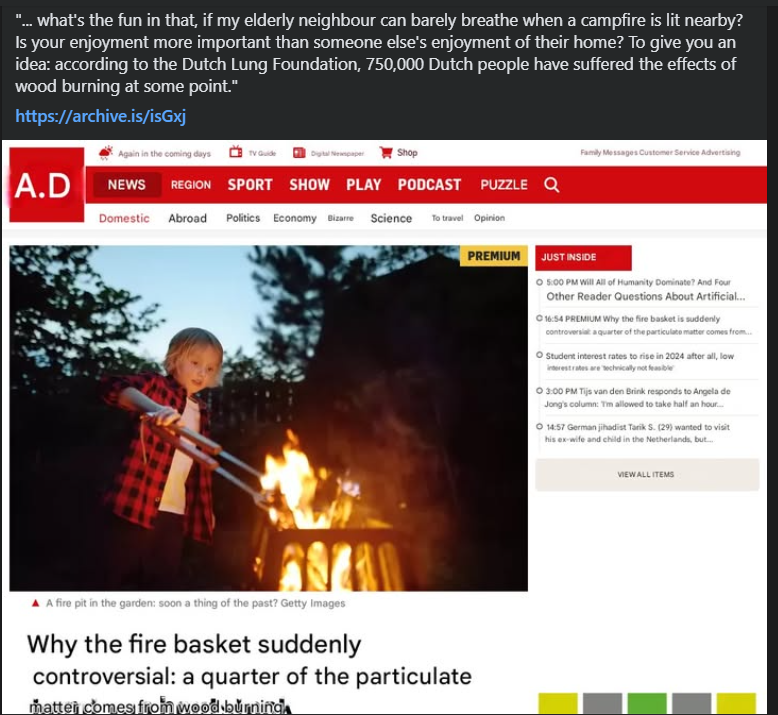 "... what's the fun in that, if my elderly neighbour can barely breathe when a campfire is lit nearby?
Is your enjoyment more important than someone else's enjoyment of their home? To give you an
idea: according to the Dutch Lung Foundation, 750,000 Dutch people have suffered the effects of
wood burning at some point."
https://archive.is/isGxj
Again in the coming days TV Guide Digital Newspaper Shop Family Messages Customer Service Advertising
A.D
NEWS REGION SPORT SHOW PLAY PODCAST PUZZLE
Domestic Abroad Politics Economy Bizarre Science To travel Opinion
PREMIUM
JUST INSIDE
5:00 PM Will All of Humanity Dominate? And Four
Other Reader Questions About Artificial...
16:54 PREMIUM Why the fire basket is suddenly
controversial: a quarter of the particulate matter comes from...
Student interest rates to rise in 2024 after all, low
interest rates are 'technically not feasible'
3:00 PM Tijs van den Brink responds to Angela de
Jong's column: 'I'm allowed to take half an hour...
14:57 German jihadist Tarik S. (29) wanted to visit
his ex-wife and child in the Netherlands, but...
VIEW ALL ITEMS
A fire pit in the garden: soon a thing of the past? Getty Images
Why the fire basket suddenly
controversial: a quarter of the particulate
matter comes from wood burning